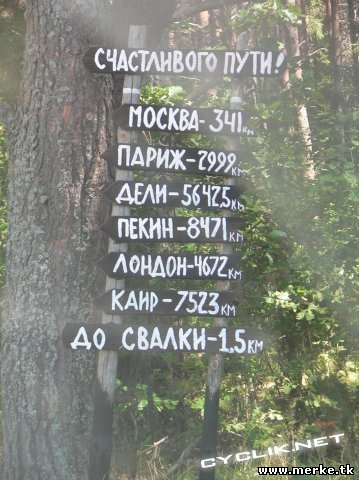 СЧАСТЛИВОГО ПУТИ!
МОСКВА-341км
ПАРИЖ-2998км
ДЕЛИ-5642,5км
ПЕКИН-8471км
ЛОНДОН-4672км
КАИР-7523км
ДО СВАЛКИ-1,5км
CYCLIK.NET
www.merke.tk